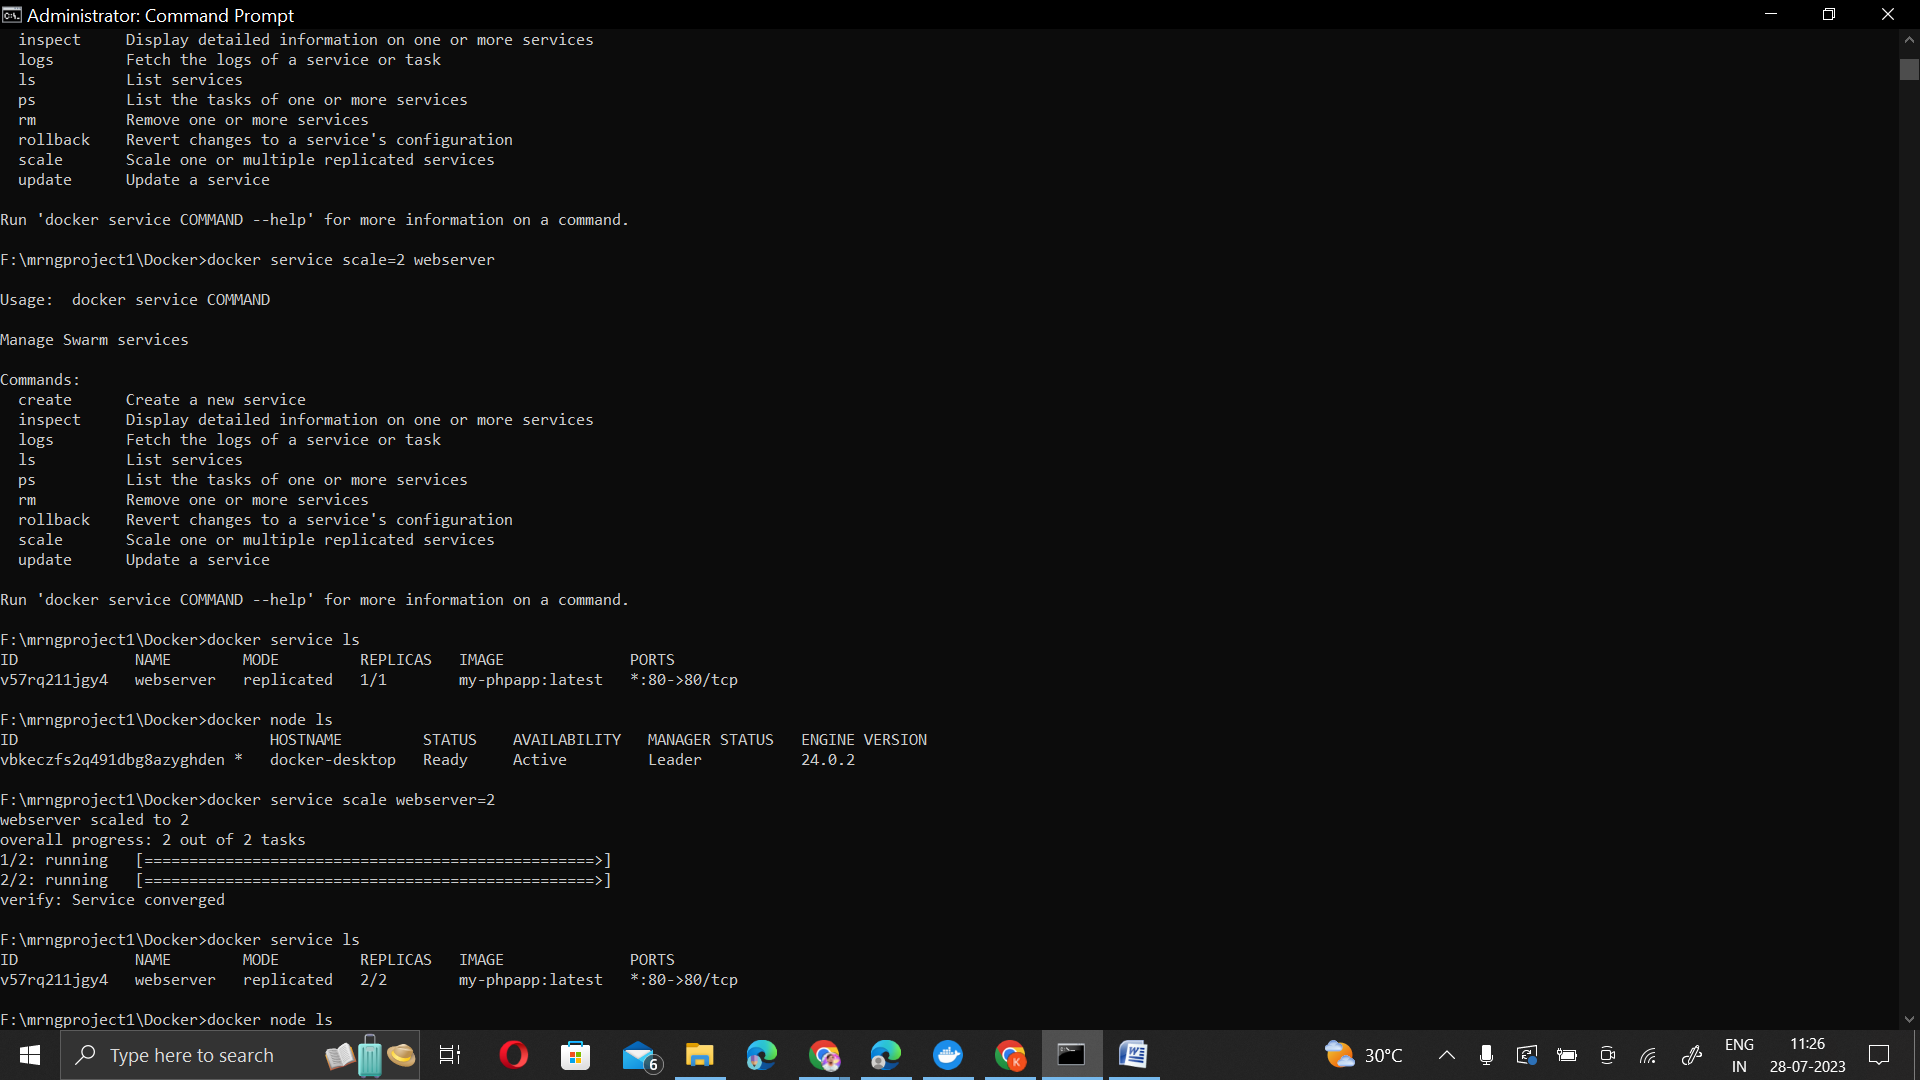 Administrator: Command Prompt
  inspect     Display detailed information on one or more services
  logs        Fetch the logs of a service or task
  ls          List services
  ps          List the tasks of one or more services
  rm          Remove one or more services
  rollback    Revert changes to a service's configuration
  scale       Scale one or multiple replicated services
  update      Update a service
Run 'docker service COMMAND --help' for more information on a command.
F:\mrngproject1\Docker>docker service scale=2 webserver
Usage:  docker service COMMAND
Manage Swarm services
Commands:
  create      Create a new service
  inspect     Display detailed information on one or more services
  logs        Fetch the logs of a service or task
  ls          List services
  ps          List the tasks of one or more services
  rm          Remove one or more services
  rollback    Revert changes to a service's configuration
  scale       Scale one or multiple replicated services
  update      Update a service
Run 'docker service COMMAND --help' for more information on a command.
F:\mrngproject1\Docker>docker service ls
ID             NAME        MODE         REPLICAS   IMAGE              PORTS
v57rq211jgy4   webserver   replicated   1/1        my-phpapp:latest   *:80->80/tcp
F:\mrngproject1\Docker>docker node ls
ID                            HOSTNAME         STATUS    AVAILABILITY   MANAGER STATUS   ENGINE VERSION
vbkeczfs2q491dbg8azyghden *   docker-desktop   Ready     Active         Leader           24.0.2
F:\mrngproject1\Docker>docker service scale webserver=2
webserver scaled to 2
overall progress: 2 out of 2 tasks
1/2: running   [==================================================>]
2/2: running   [==================================================>]
verify: Service converged
F:\mrngproject1\Docker>docker service ls
ID             NAME        MODE         REPLICAS   IMAGE              PORTS
v57rq211jgy4   webserver   replicated   2/2        my-phpapp:latest   *:80->80/tcp
F:\mrngproject1\Docker>docker node ls
Type here to search
6
K
30°C
ENG
IN
11:26
28-07-2023